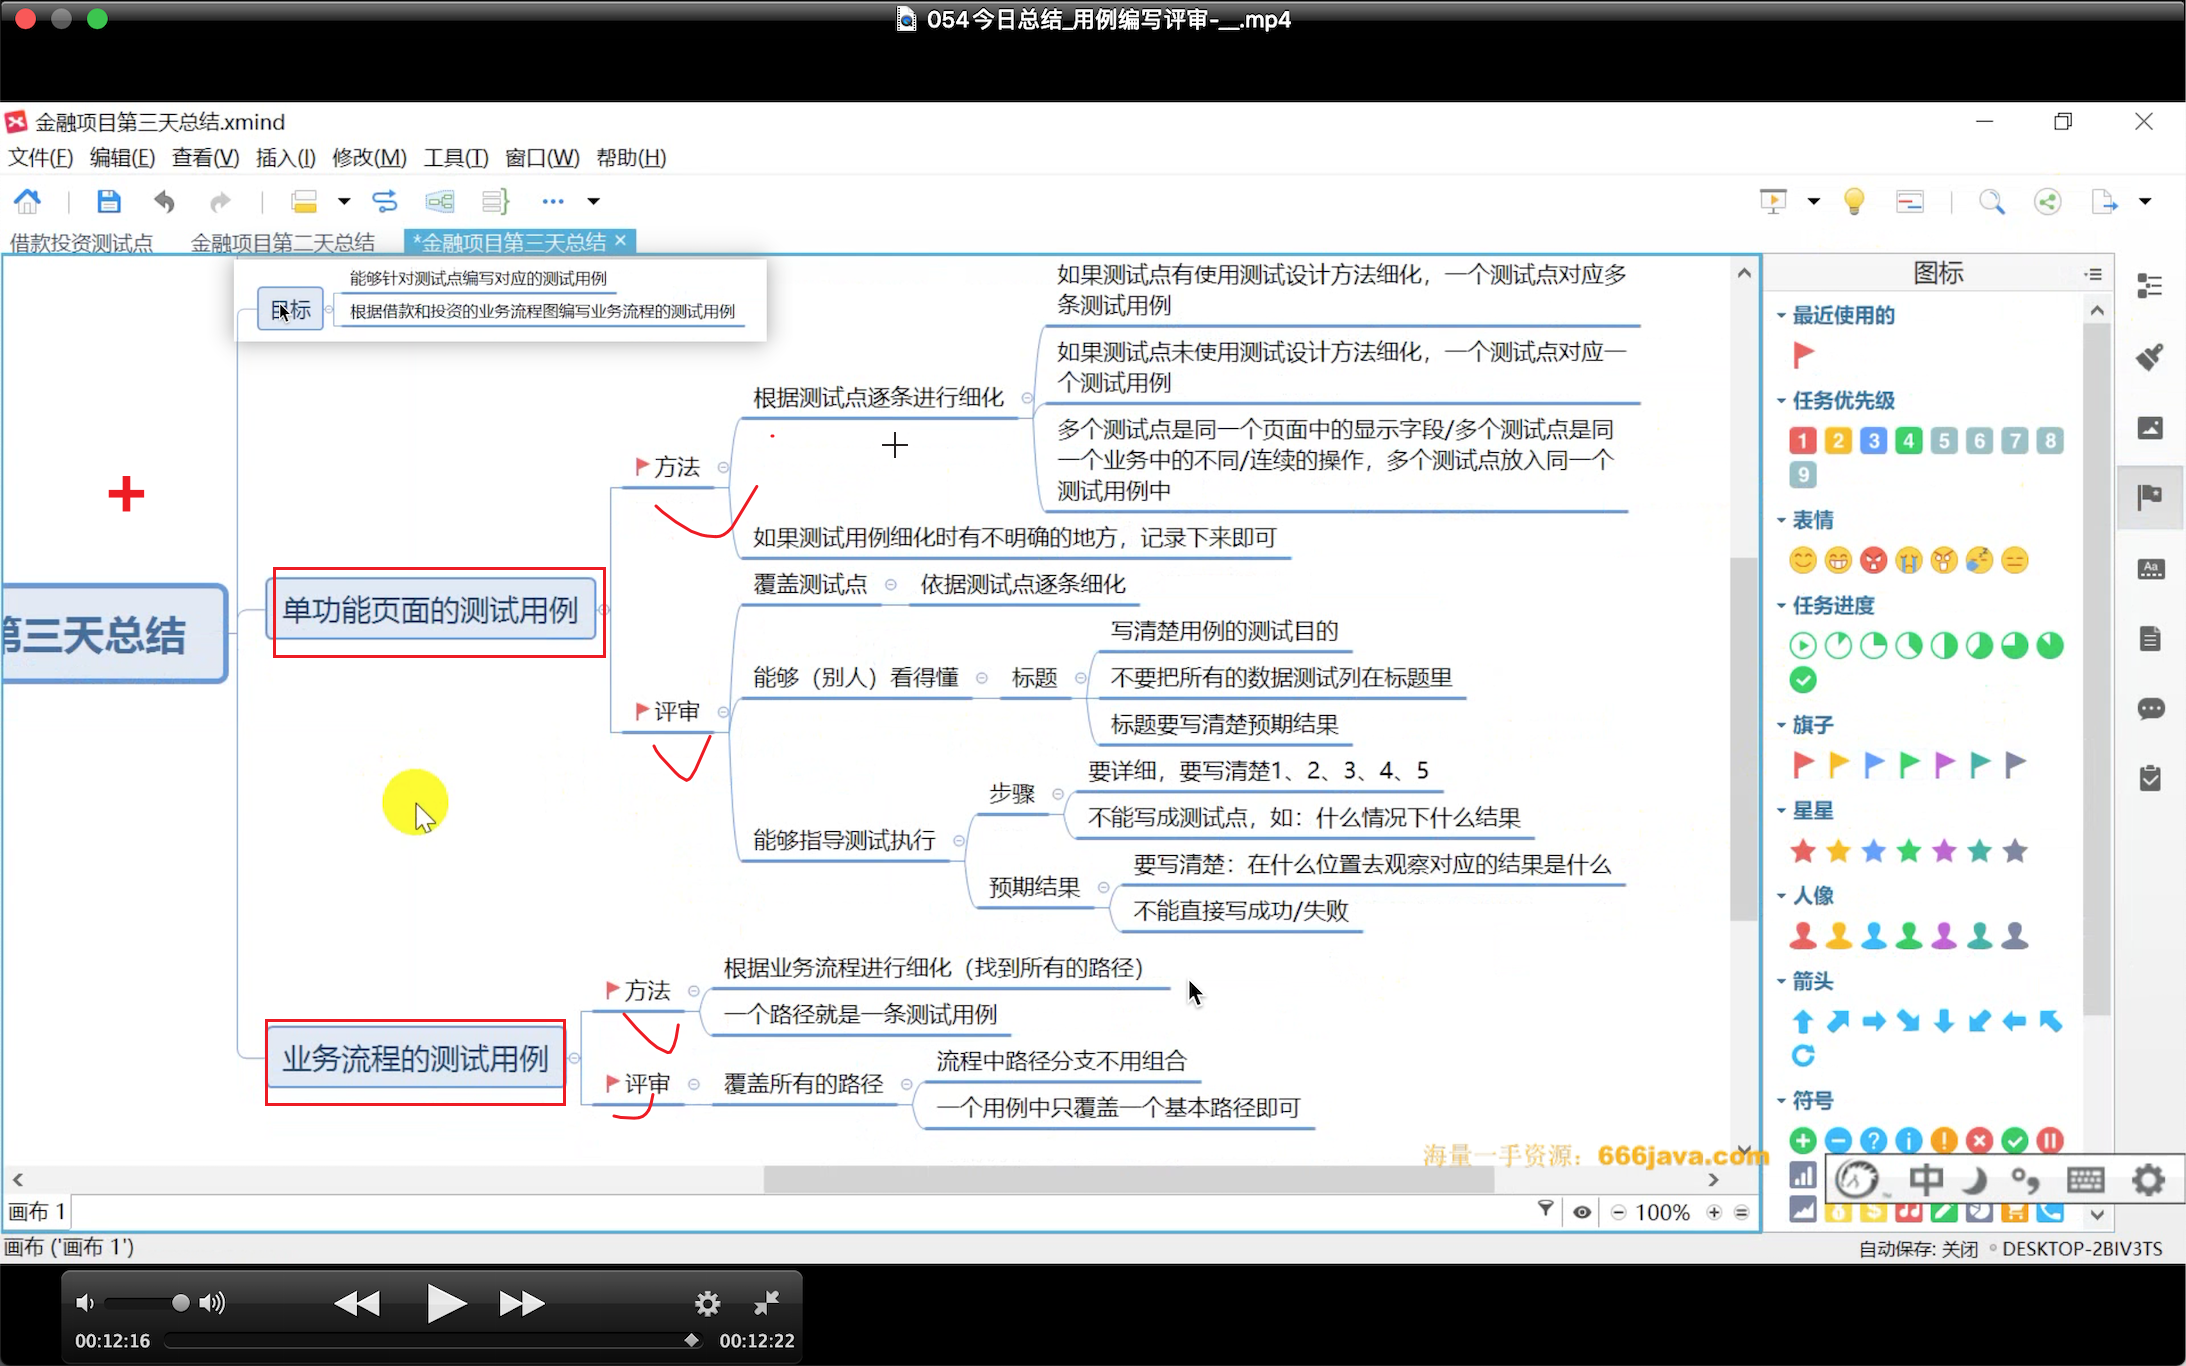 054今日总结_用例编写评审-__.mp4
金融项目第三天总结.xmind
文件(F) 编辑(E) 查看(V) 插入(I) 修改(M) 工具(T) 窗口(W) 帮助(H)
借款投资测试点 金融项目第二天总结 *金融项目第三天总结
目标
能够针对测试点编写对应的测试用例
根据借款和投资的业务流程图编写业务流程的测试用例
第三天总结
单功能页面的测试用例
方法
根据测试点逐条进行细化
如果测试点有使用测试设计方法细化，一个测试点对应多
条测试用例
如果测试点未使用测试设计方法细化，一个测试点对应一
个测试用例
多个测试点是同一个页面中的显示字段/多个测试点是同
一个业务中的不同/连续的操作，多个测试点放入同一个
测试用例中
如果测试用例细化时有不明确的地方，记录下来即可
评审
覆盖测试点
依据测试点逐条细化
能够（别人）看得懂
标题
写清楚用例的测试目的
不要把所有的数据测试列在标题里
标题要写清楚预期结果
能够指导测试执行
步骤
要详细，要写清楚1、2、3、4、5
不能写成测试点，如：什么情况下什么结果
预期结果
要写清楚：在什么位置去观察对应的结果是什么
不能直接写成功/失败
业务流程的测试用例
方法
根据业务流程进行细化（找到所有的路径）
一个路径就是一条测试用例
评审
覆盖所有的路径
流程中路径分支不用组合
一个用例中只覆盖一个基本路径即可
图标
最近使用的
任务优先级
1 2 3 4 5 6 7 8
9
表情
任务进度
旗子
星星
人像
箭头
符号
Aa
海量一手资源：666java.com
中
画布 1
100%
画布 ('画布 1')
自动保存: 关闭 DESKTOP-2BIV3TS
00:12:16 00:12:22